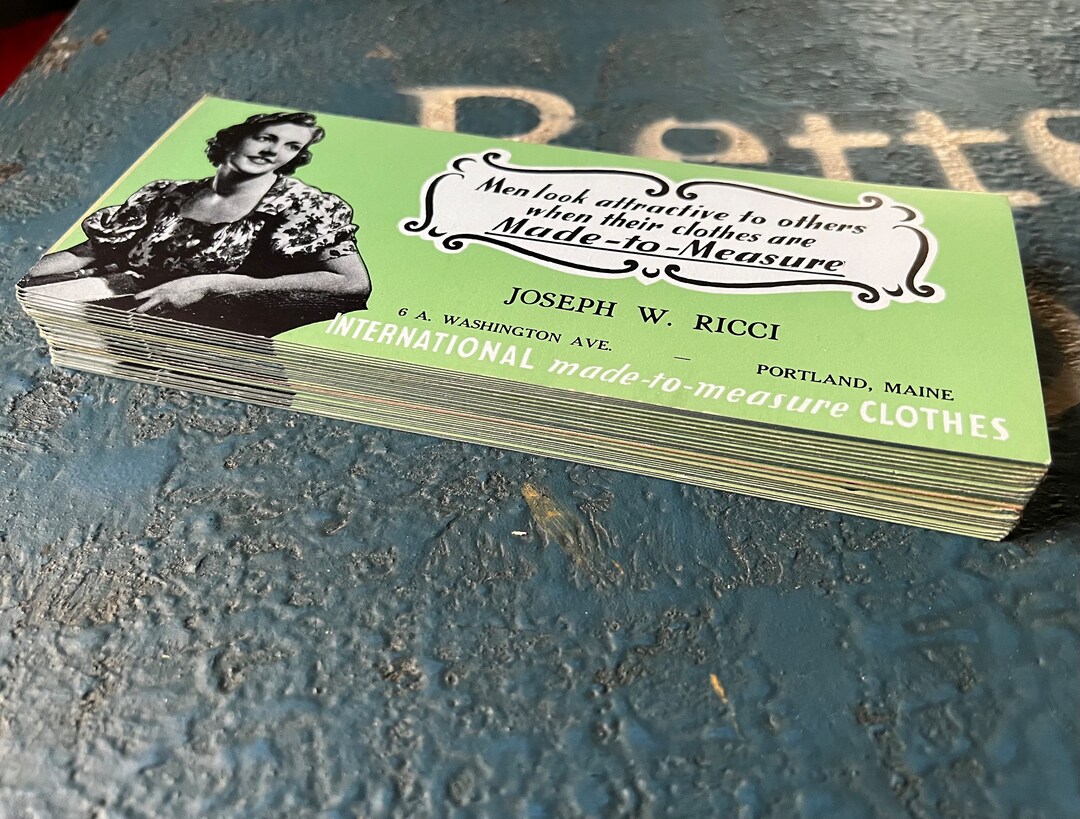 Men look attractive to others
when their clothes are
Made-to-Measure
JOSEPH W. RICCI
6 A. WASHINGTON AVE. — PORTLAND, MAINE
INTERNATIONAL made-to-measure CLOTHES